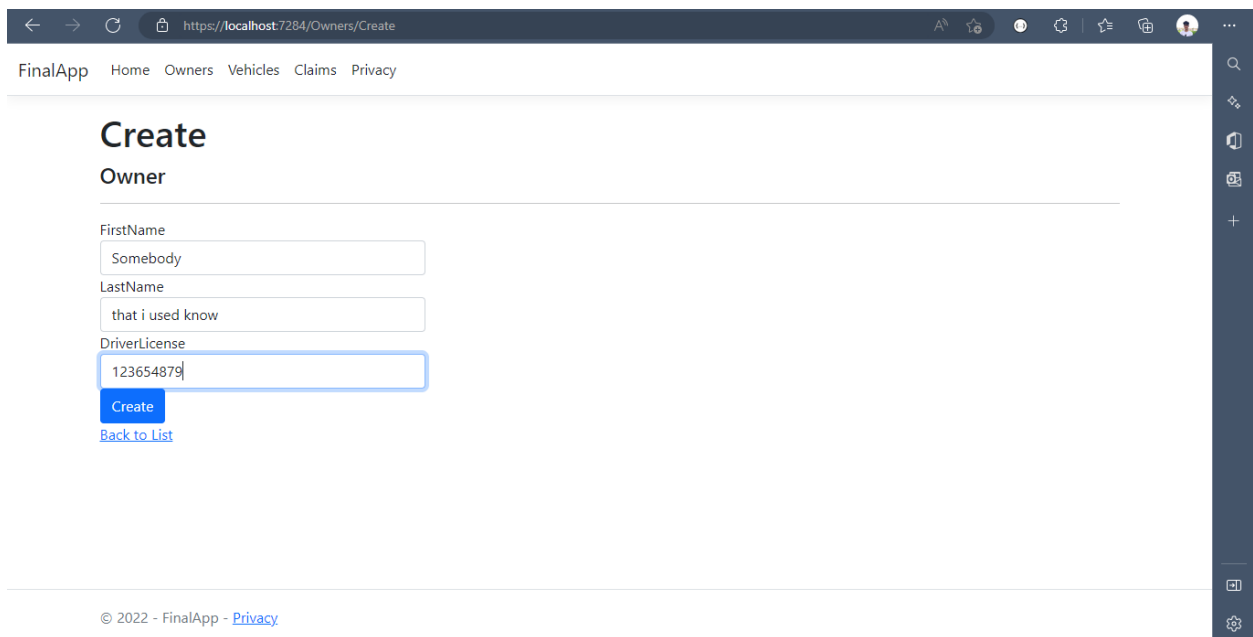 https://localhost:7284/Owners/Create
FinalApp Home Owners Vehicles Claims Privacy
Create
Owner
FirstName
Somebody
LastName
that i used know
DriverLicense
123654879
Create
Back to List
© 2022 - FinalApp - Privacy